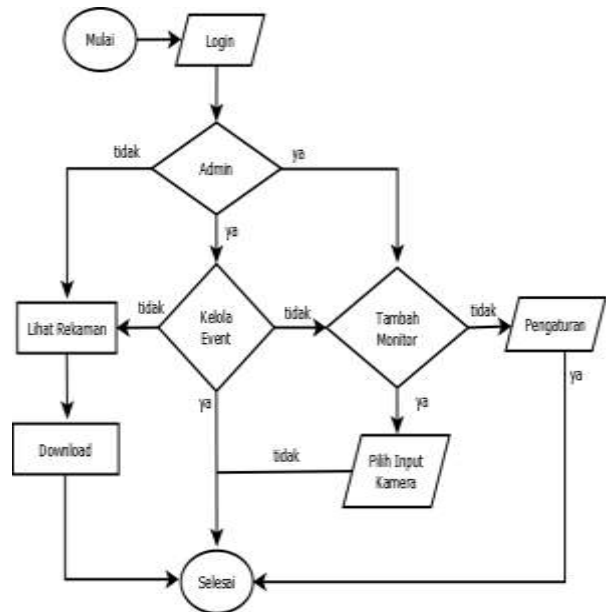 Mulai
Login
tidak
ya
Admin
ya
tidak
Kelola
Event
tidak
Tambah
Monitor
tidak
Pengaturan
Lihat Rekaman
ya
ya
ya
Download
tidak
Pilih Input
Kamera
Selesai